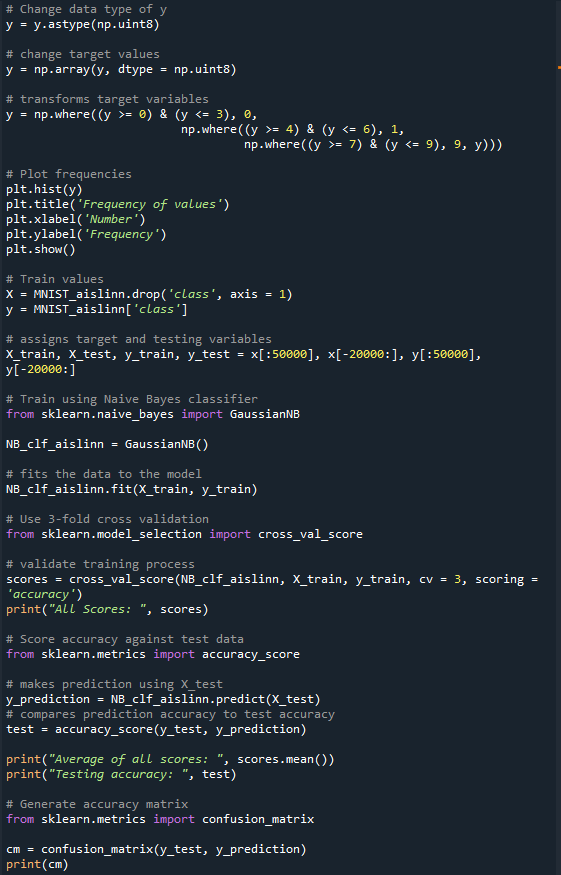 # Change data type of y
y = y.astype(np.uint8)
# change target values
y = np.array(y, dtype = np.uint8)
# transforms target variables
y = np.where((y >= 0) & (y <= 3), 0,
np.where((y >= 4) & (y <= 6), 1,
np.where((y >= 7) & (y <= 9), 9, y)))
# Plot frequencies
plt.hist(y)
plt.title('Frequency of values')
plt.xlabel('Number')
plt.ylabel('Frequency')
plt.show()
# Train values
X = MNIST_aislinn.drop('class', axis = 1)
y = MNIST_aislinn['class']
# assigns target and testing variables
X_train, X_test, y_train, y_test = x[:50000], x[-20000:], y[:50000],
y[-20000:]
# Train using Naive Bayes classifier
from sklearn.naive_bayes import GaussianNB
NB_clf_aislinn = GaussianNB()
# fits the data to the model
NB_clf_aislinn.fit(X_train, y_train)
# Use 3-fold cross validation
from sklearn.model_selection import cross_val_score
# validate training process
scores = cross_val_score(NB_clf_aislinn, X_train, y_train, cv = 3, scoring =
'accuracy')
print("All Scores: ", scores)
# Score accuracy against test data
from sklearn.metrics import accuracy_score
# makes prediction using X_test
y_prediction = NB_clf_aislinn.predict(X_test)
# compares prediction accuracy to test accuracy
test = accuracy_score(y_test, y_prediction)
print("Average of all scores: ", scores.mean())
print("Testing accuracy: ", test)
# Generate accuracy matrix
from sklearn.metrics import confusion_matrix
cm = confusion_matrix(y_test, y_prediction)
print(cm)